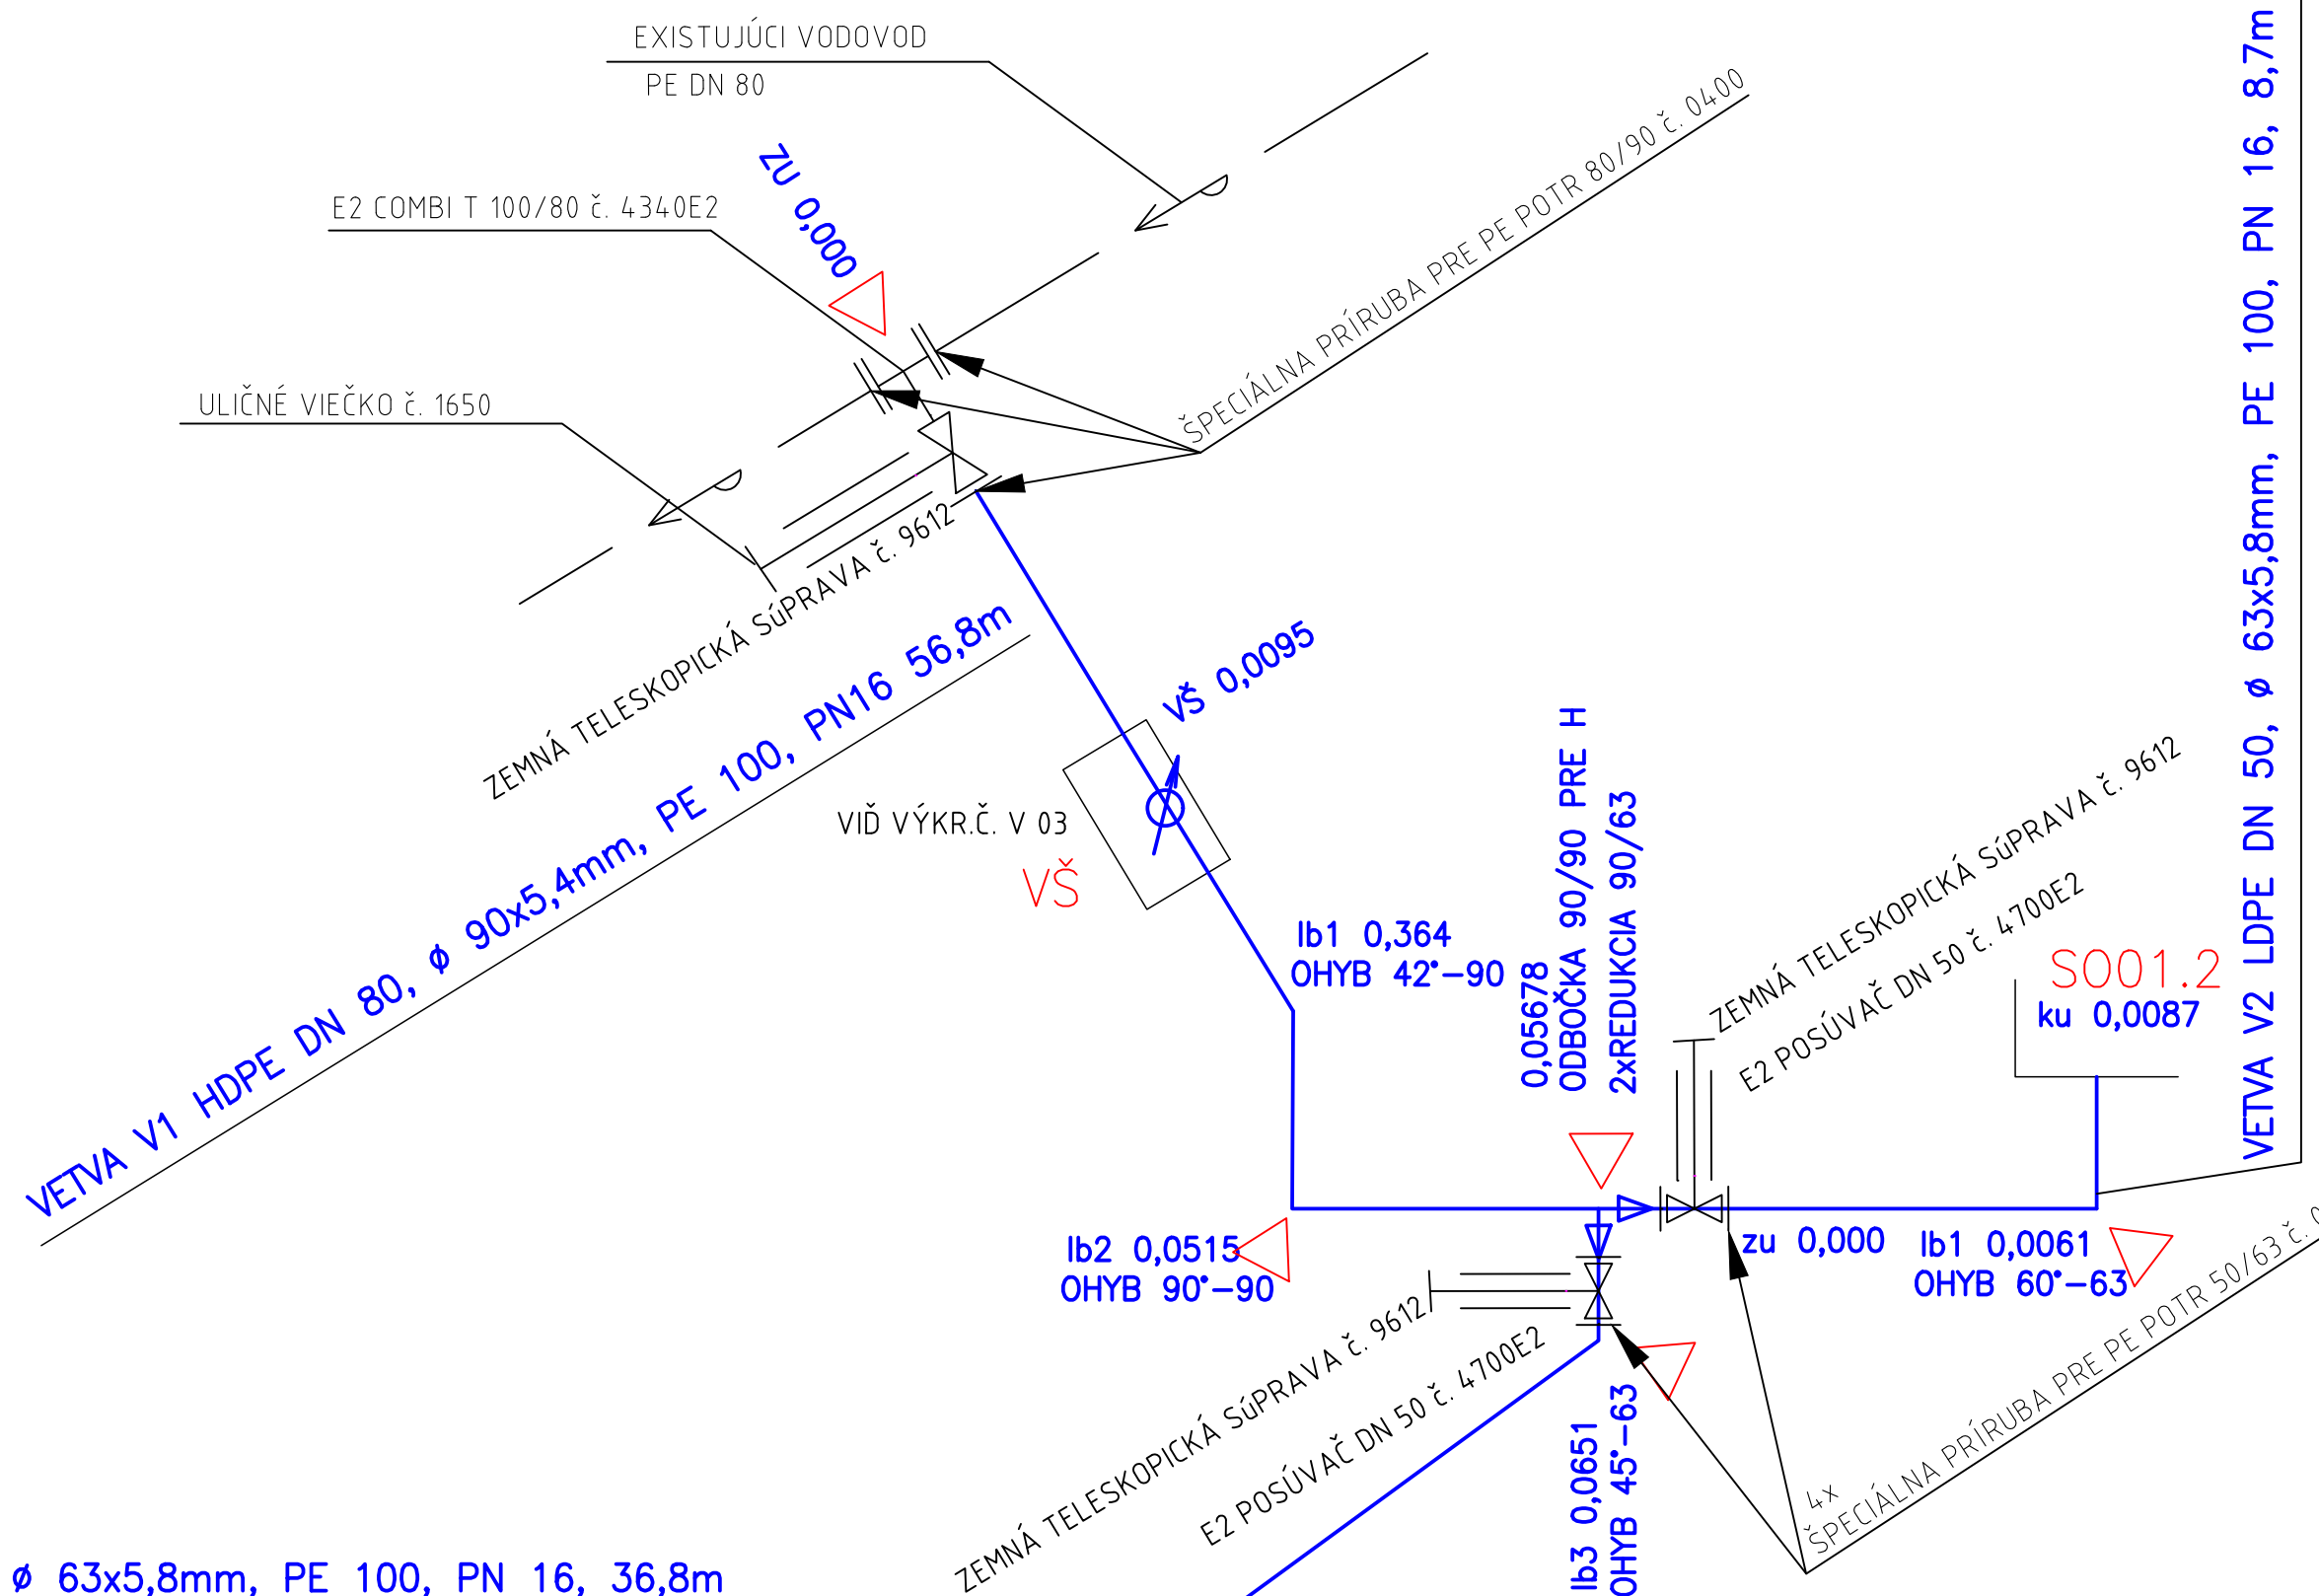 EXISTUJÚCI VODOVOD
PE DN 80
ZU 0,000
E2 COMBI T 100/80 č. 4340E2
ŠPECIÁLNA PRÍRUBA PRE PE POTR 80/90 č. 0400
ULIČNÉ VIEČKO č. 1650
ZEMNÁ TELESKOPICKÁ SúPRAVA č. 9612
VETVA V1 HDPE DN 80, ø 90x5,4mm, PE 100, PN16 56,8m
VŠ 0,0095
VIĎ VÝKR.Č. V 03
VŠ
lb1 0,364
OHYB 42°-90
0,05678
ODBOČKA 90/90 PRE H
2xREDUKCIA 90/63
ZEMNÁ TELESKOPICKÁ SúPRAVA č. 9612
E2 POSÚVAČ DN 50 č. 4700E2
SO01.2
ku 0,0087
VETVA V2 LDPE DN 50, ø 63x5,8mm, PE 100, PN 16, 8,7m
lb2 0,0515
OHYB 90°-90
zu 0,000
lb1 0,0061
OHYB 60°-63
ZEMNÁ TELESKOPICKÁ SúPRAVA č. 9612
E2 POSÚVAČ DN 50 č. 4700E2
lb3 0,0651
OHYB 45°-63
4x
ŠPECIÁLNA PRÍRUBA PRE PE POTR 50/63 č.
ø 63x5,8mm, PE 100, PN 16, 36,8m